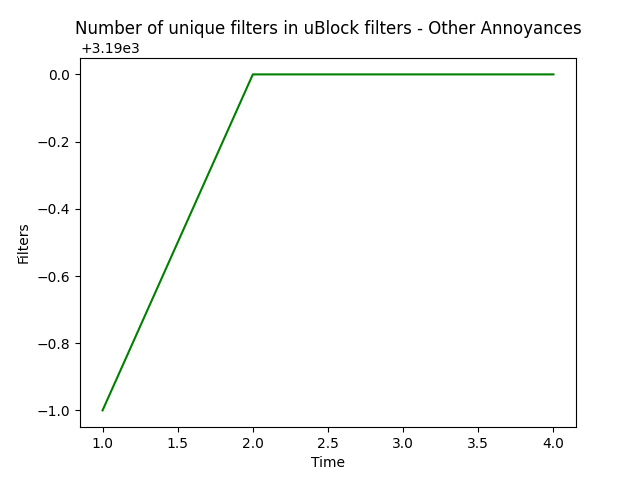 Number of unique filters in uBlock filters - Other Annoyances
+3.19e3
0.0
−0.2
−0.4
−0.6
−0.8
−1.0
Filters
1.0 1.5 2.0 2.5 3.0 3.5 4.0
Time